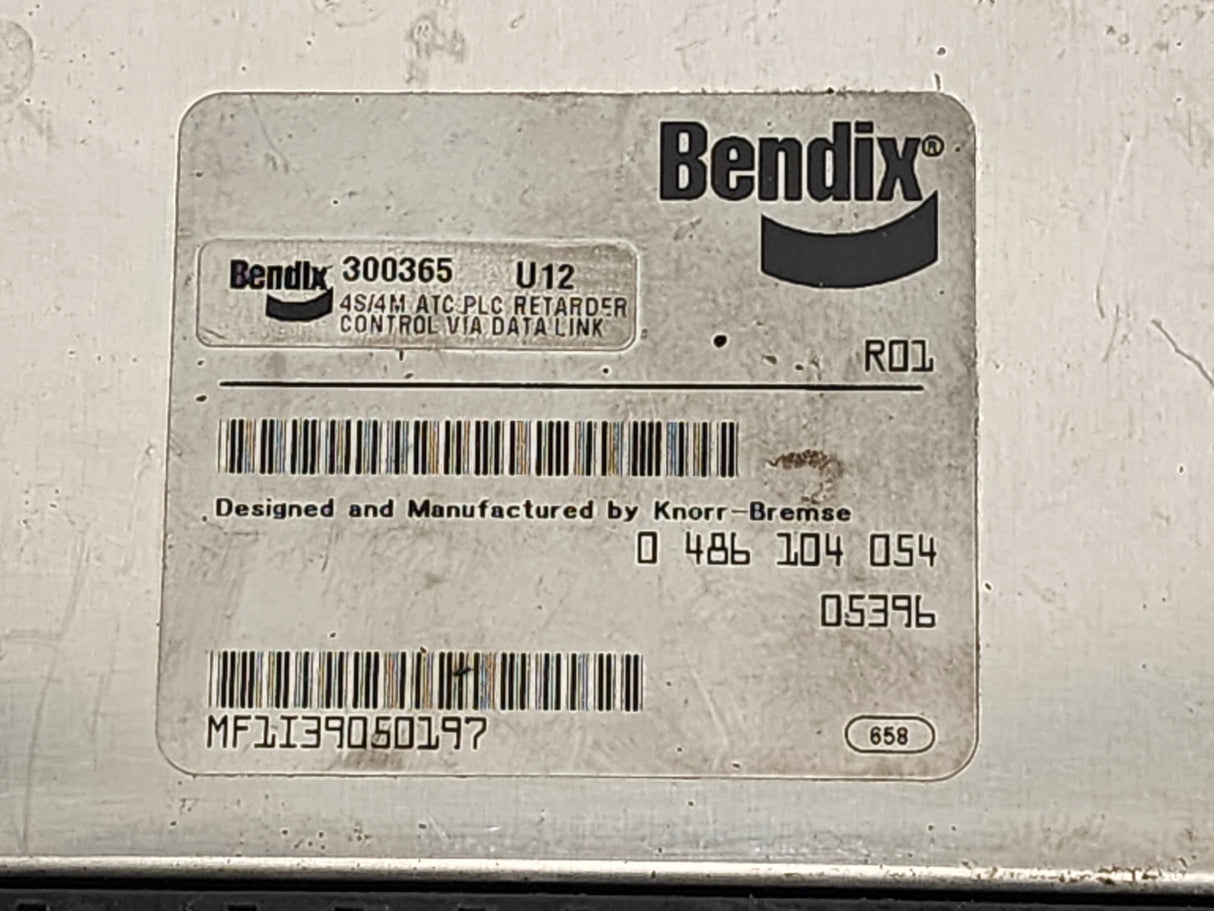 Bendix®
Bendix 300365 U12
4S/4M ATC PLC RETARDER
CONTROL VIA DATA LINK
R01
Designed and Manufactured by Knorr-Bremse
0 486 104 054
05396
MF1I39050197
658